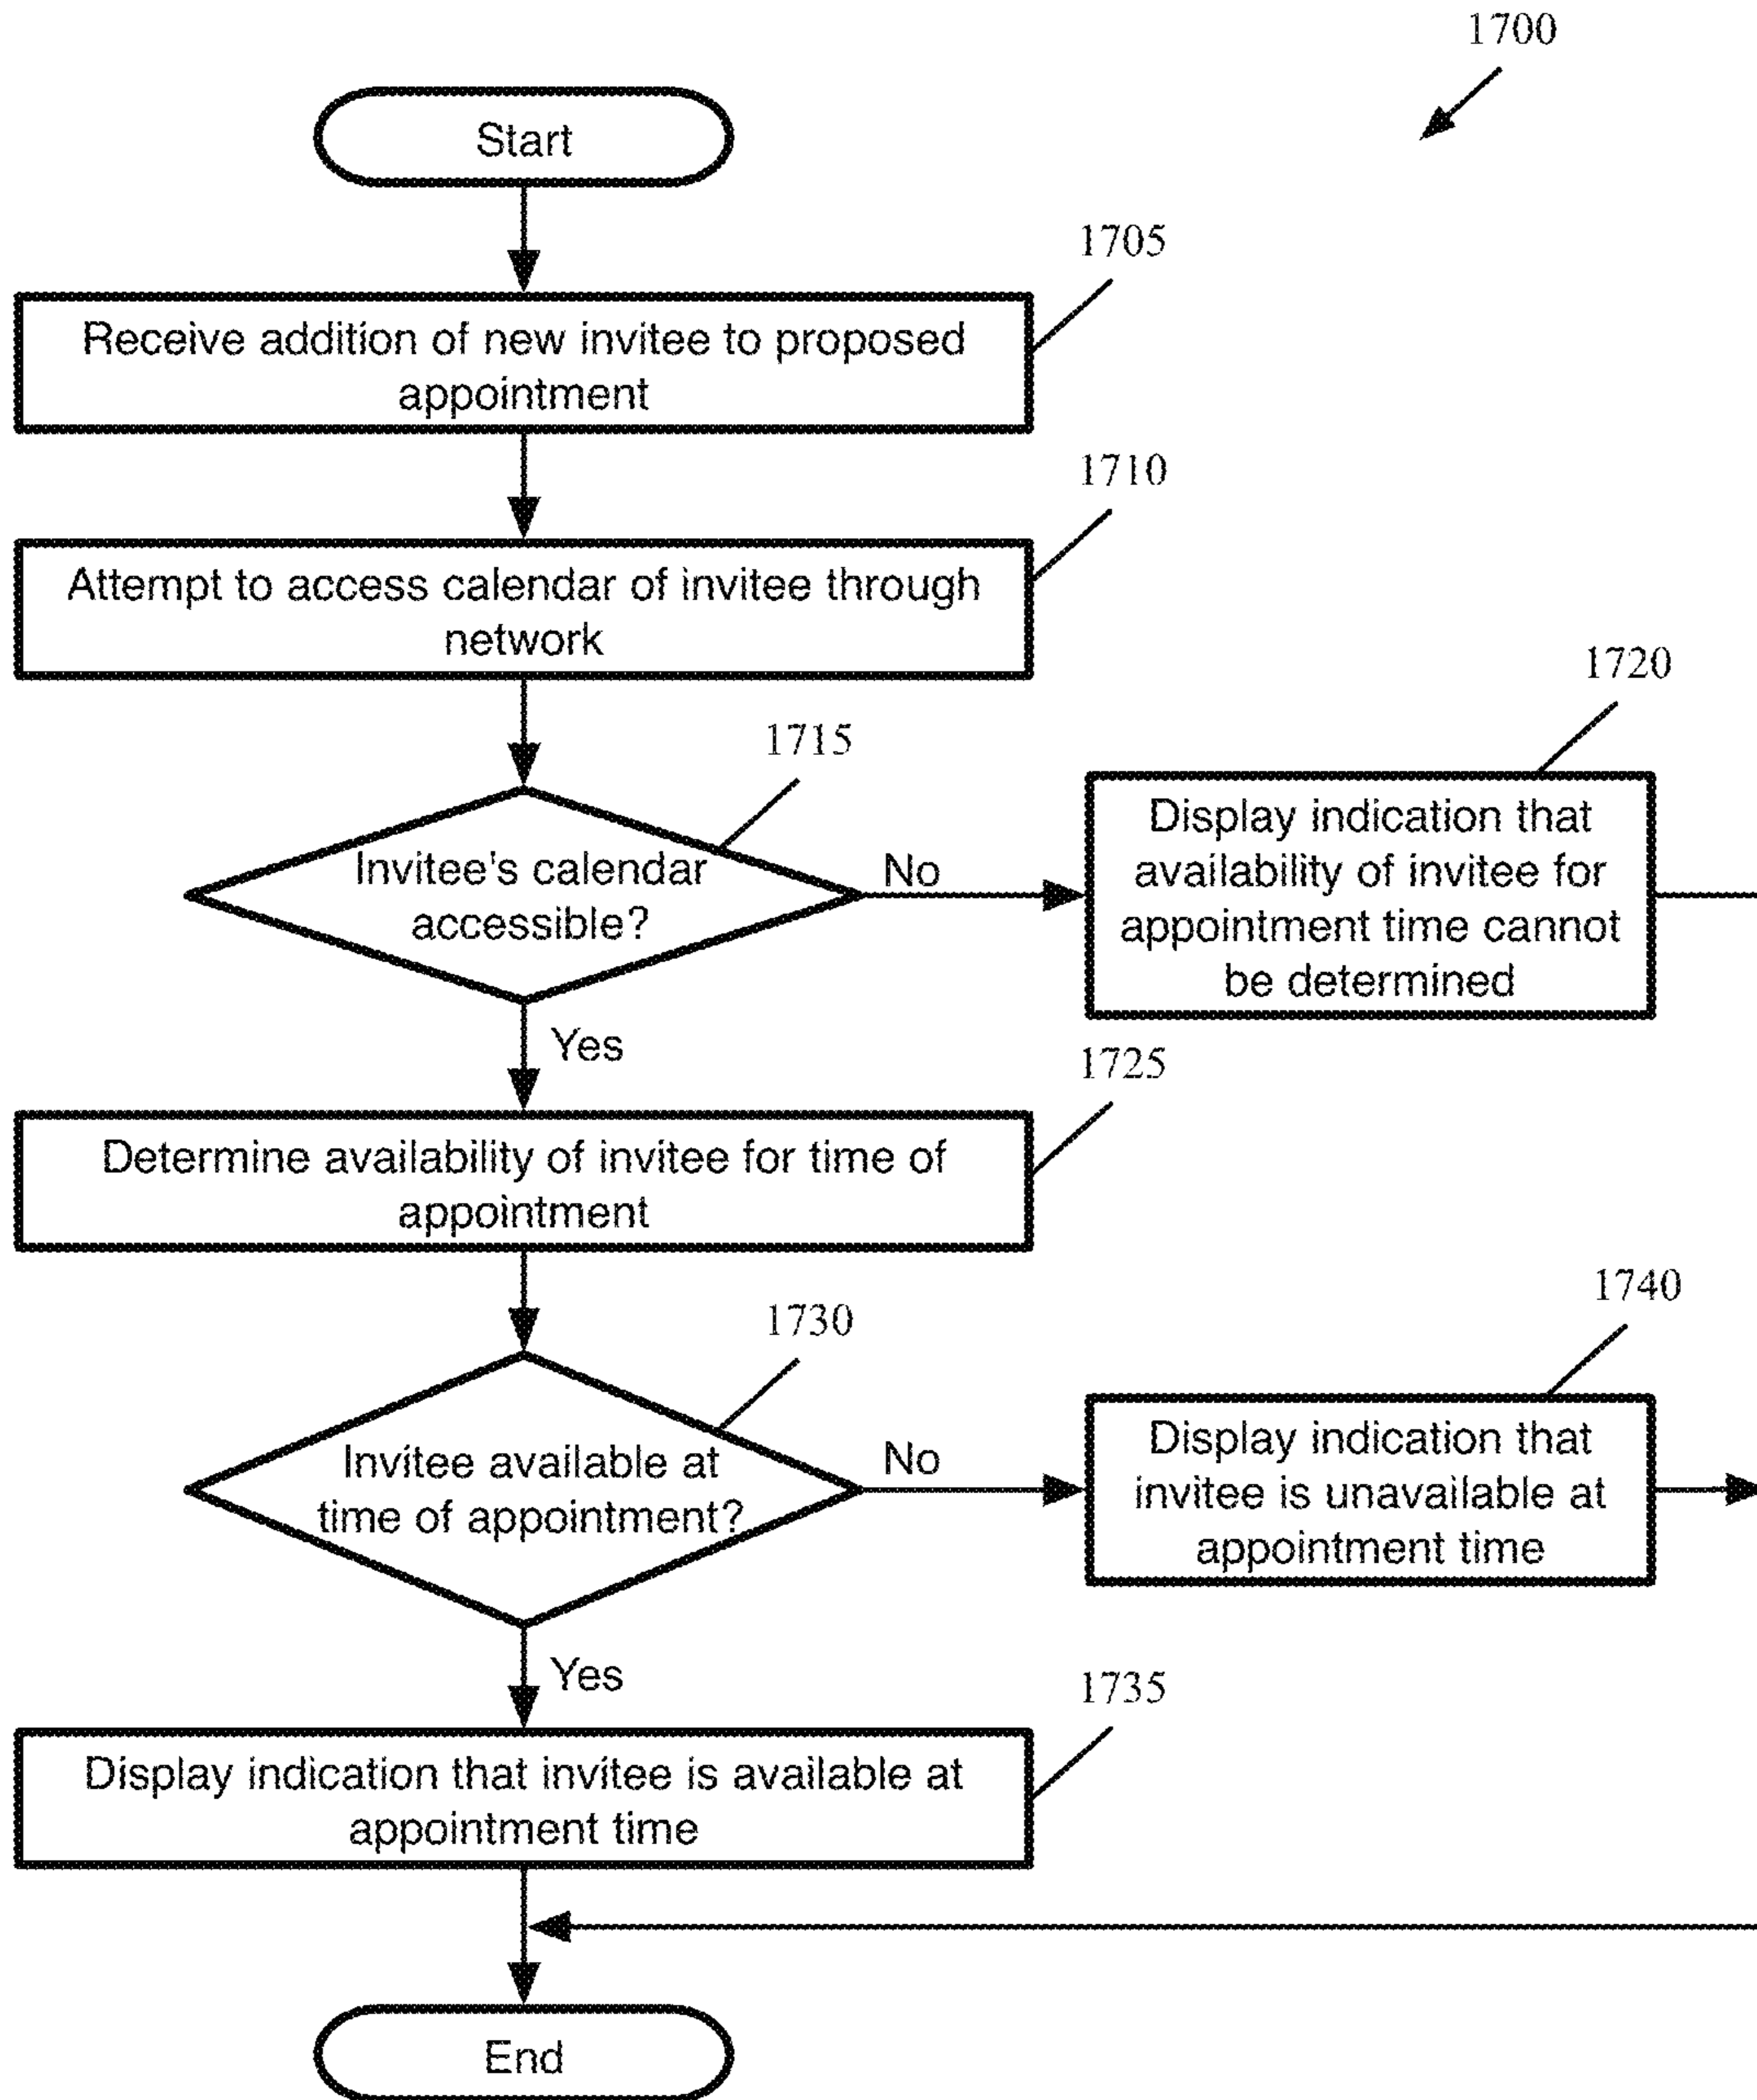 1700
Start
1705
Receive addition of new invitee to proposed
appointment
1710
Attempt to access calendar of invitee through
network
1715
Invitee's calendar
accessible?
No
1720
Display indication that
availability of invitee for
appointment time cannot
be determined
Yes
1725
Determine availability of invitee for time of
appointment
1730
Invitee available at
time of appointment?
No
1740
Display indication that
invitee is unavailable at
appointment time
Yes
1735
Display indication that invitee is available at
appointment time
End